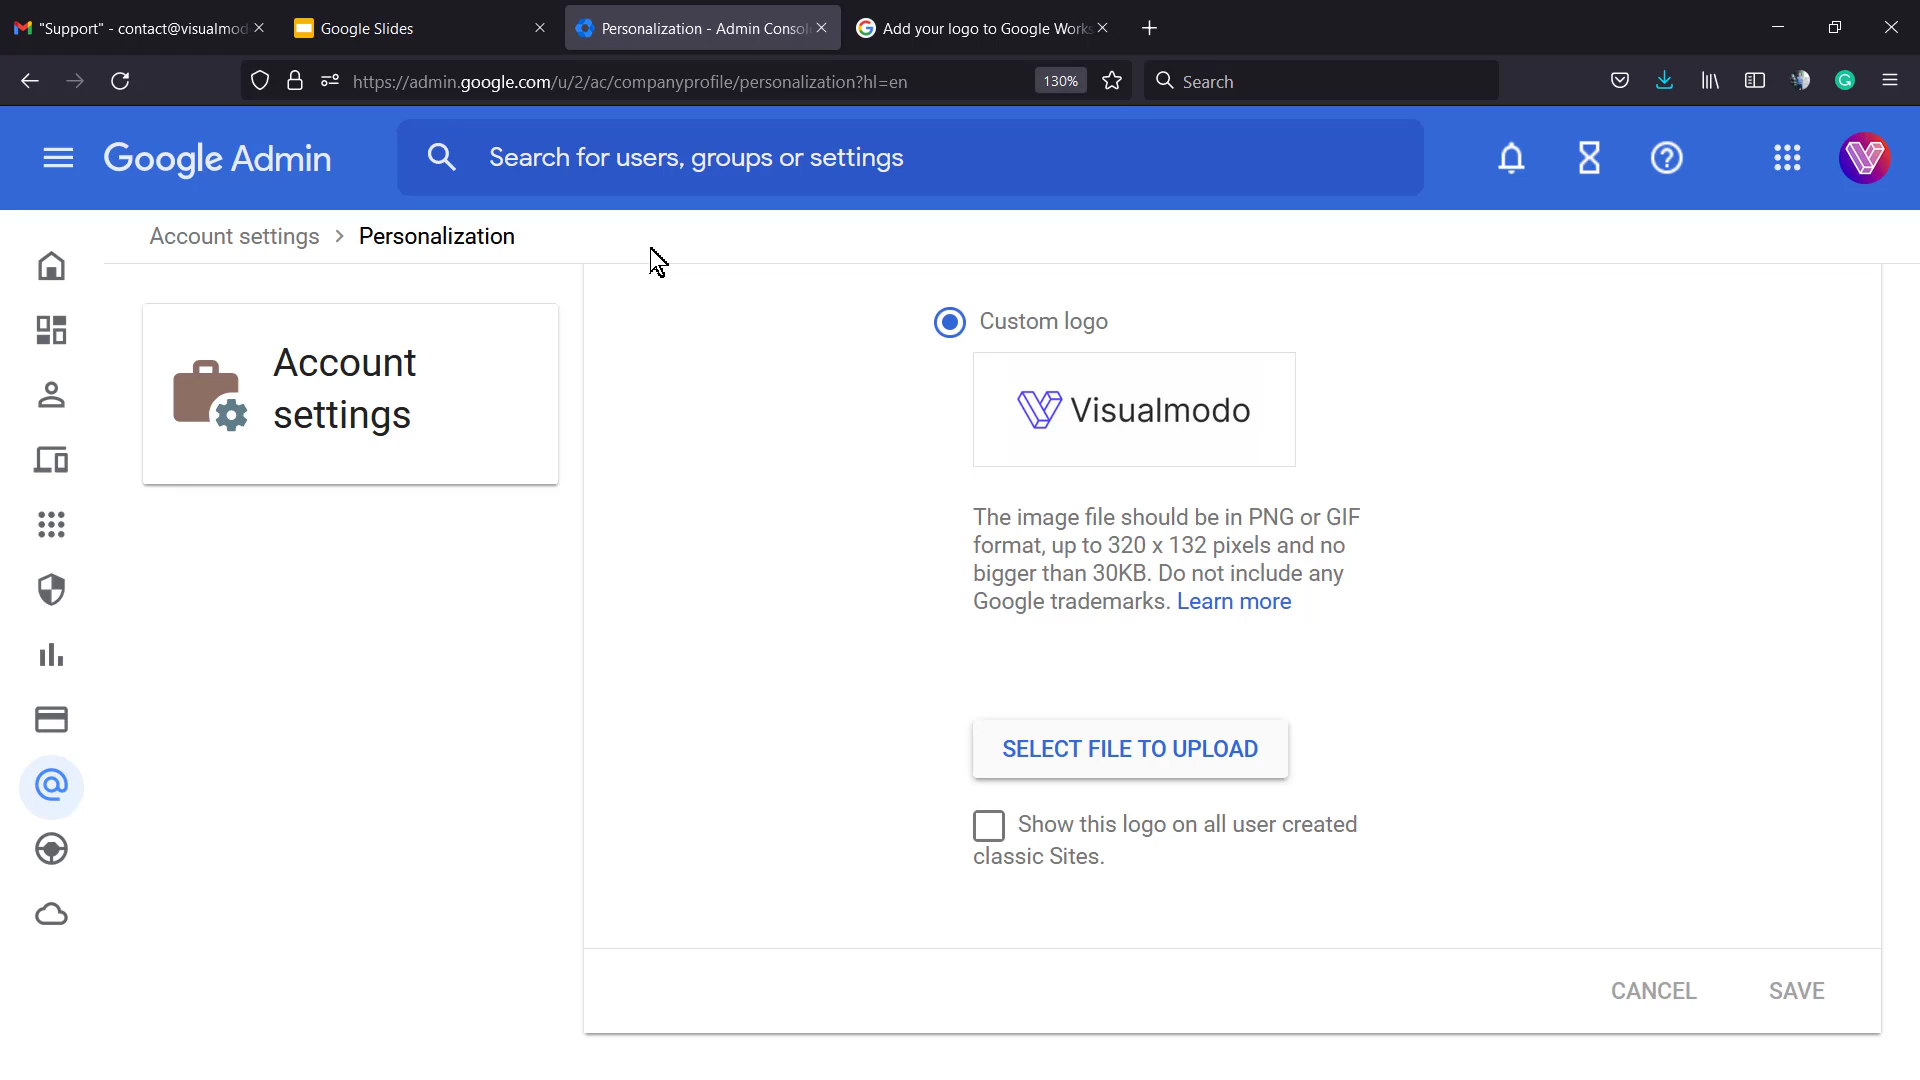 "Support" - contact@visualmod
Google Slides
Personalization - Admin Consol
Add your logo to Google Works
https://admin.google.com/u/2/ac/companyprofile/personalization?hl=en
130%
Search
Google Admin
Search for users, groups or settings
Account settings > Personalization
Account
settings
Custom logo
Visualmodo
The image file should be in PNG or GIF
format, up to 320 x 132 pixels and no
bigger than 30KB. Do not include any
Google trademarks. Learn more
SELECT FILE TO UPLOAD
Show this logo on all user created
classic Sites.
CANCEL
SAVE